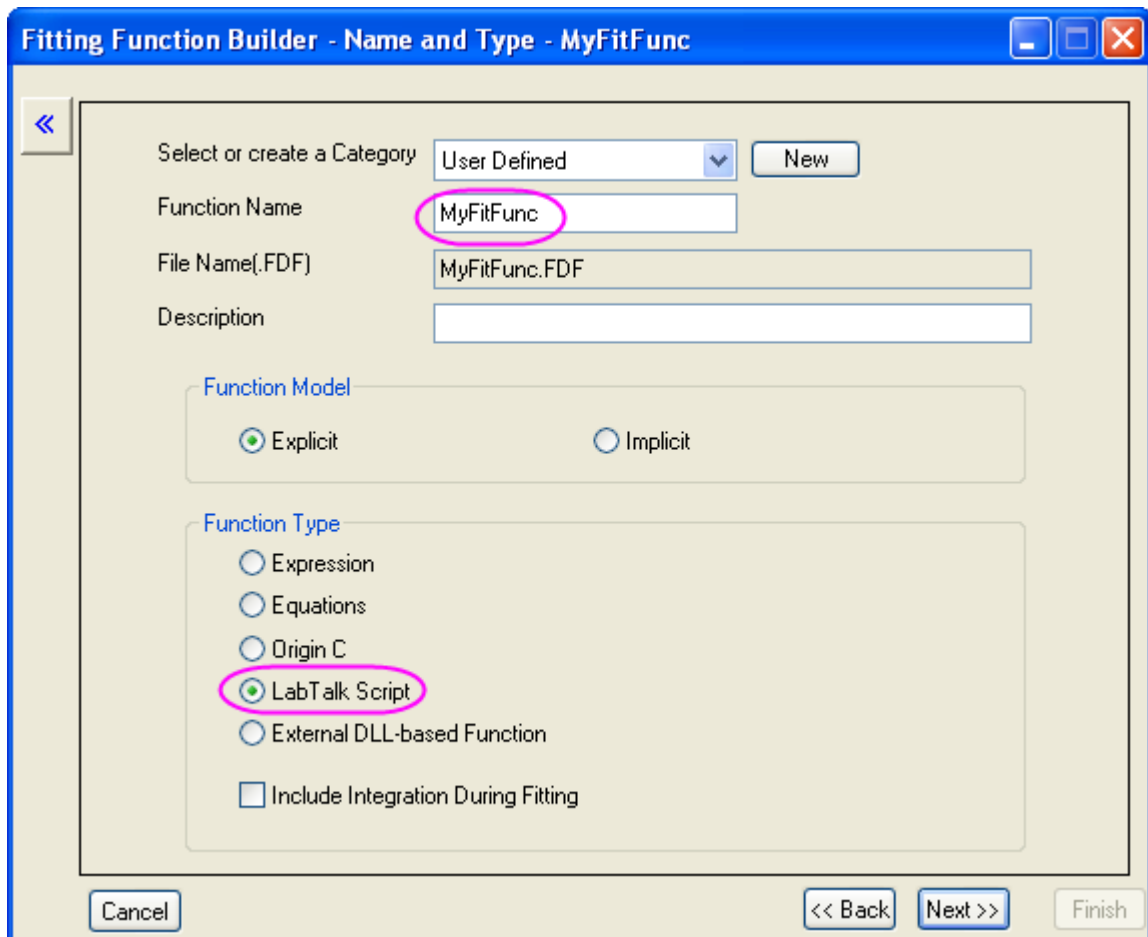 Fitting Function Builder - Name and Type - MyFitFunc
Select or create a Category User Defined New
Function Name MyFitFunc
File Name(.FDF) MyFitFunc.FDF
Description
Function Model
Explicit Implicit
Function Type
Expression
Equations
Origin C
LabTalk Script
External DLL-based Function
Include Integration During Fitting
Cancel << Back Next >> Finish